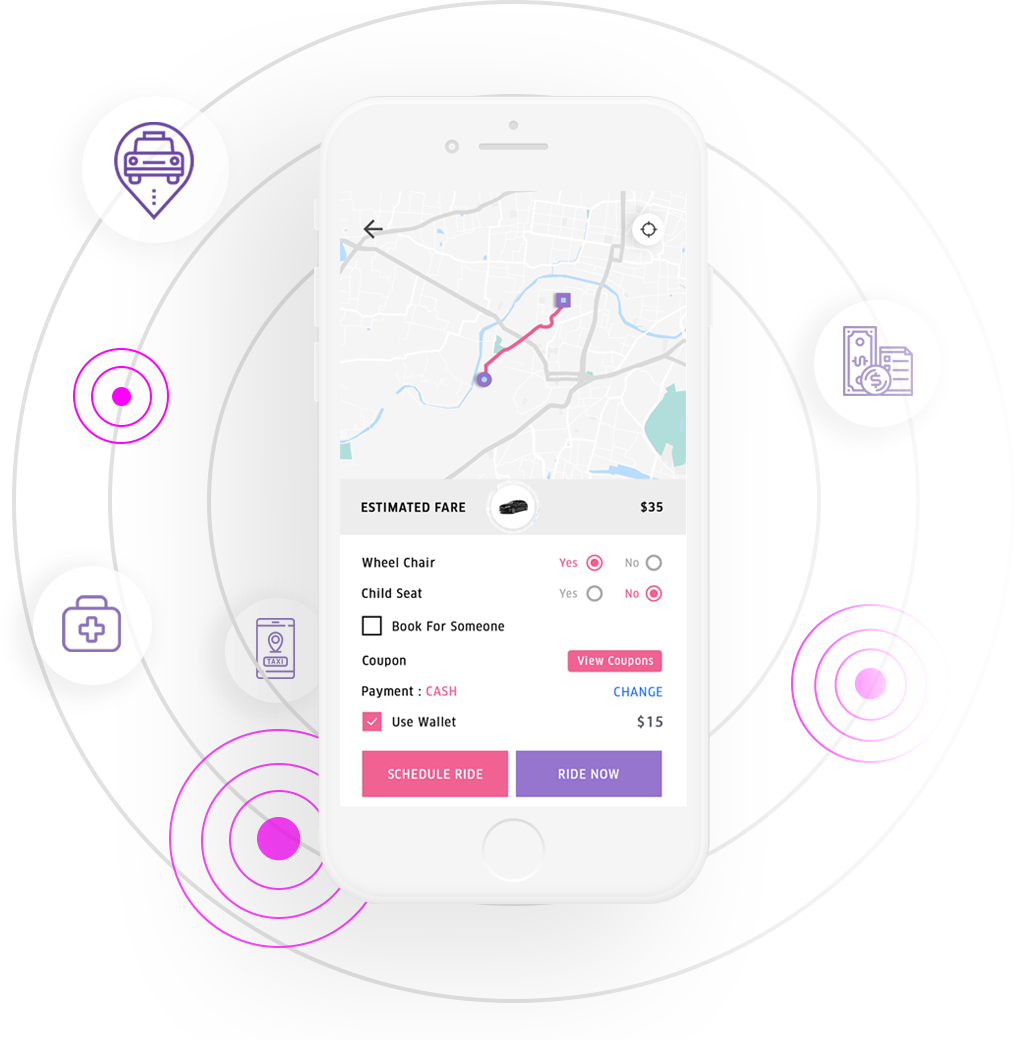 ESTIMATED FARE $35
Wheel Chair Yes No
Child Seat Yes No
Book For Someone
Coupon View Coupons
Payment : CASH CHANGE
Use Wallet $15
SCHEDULE RIDE RIDE NOW
TAXI